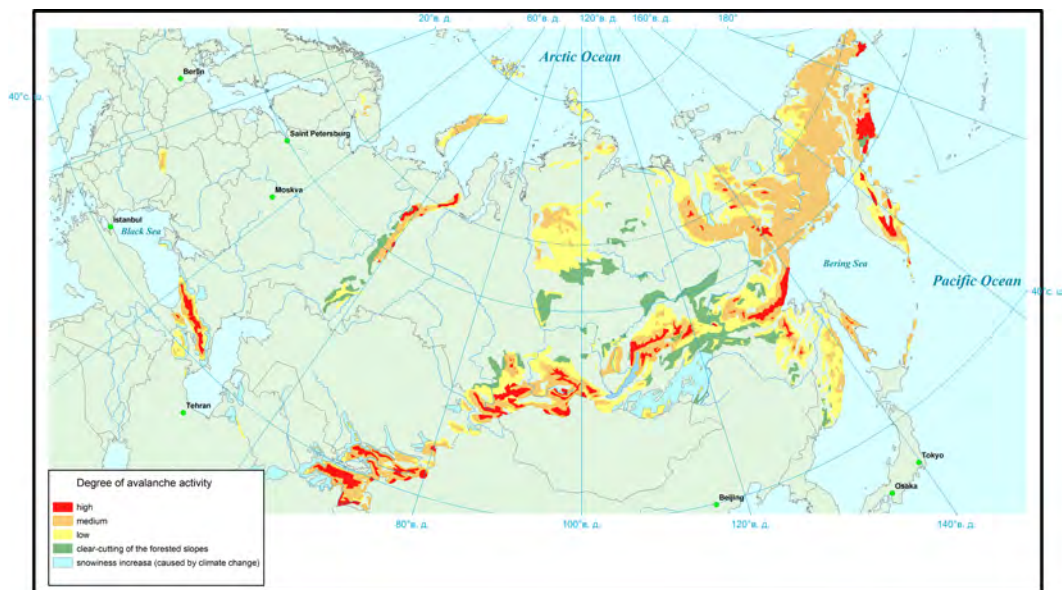 20°в. д. 60°в. д. 120°в. д. 160°в. д. 180°
Arctic Ocean
Berlin
40°с. ш.
Saint Petersburg
Moskva
Istanbul
Black Sea
Bering Sea
Pacific Ocean
40°с. ш.
Tehran
Tokyo
Osaka
Beijing
80°в. д. 100°в. д. 120°в. д. 140°в. д.
Degree of avalanche activity
high
medium
low
clear-cutting of the forested slopes
snowiness increasa (caused by climate change)